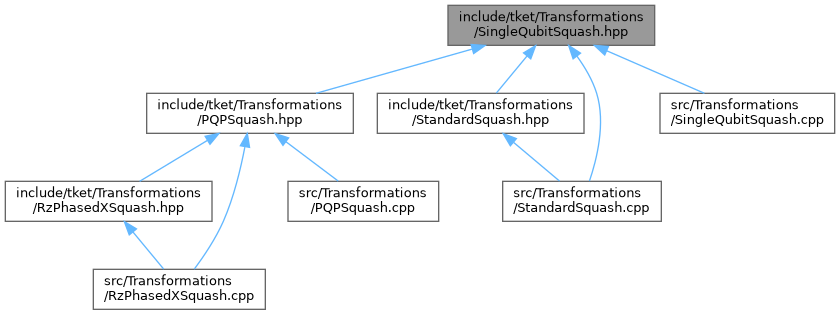 include/tket/Transformations
/SingleQubitSquash.hpp
include/tket/Transformations
/PQPSquash.hpp
include/tket/Transformations
/StandardSquash.hpp
src/Transformations
/SingleQubitSquash.cpp
include/tket/Transformations
/RzPhasedXSquash.hpp
src/Transformations
/PQPSquash.cpp
src/Transformations
/StandardSquash.cpp
src/Transformations
/RzPhasedXSquash.cpp